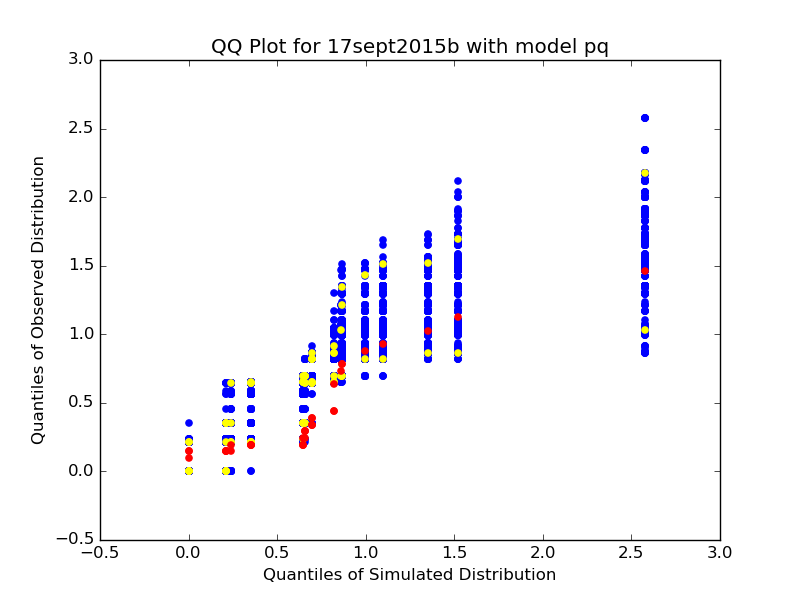 QQ Plot for 17sept2015b with model pq
3.0
2.5
2.0
1.5
1.0
0.5
0.0
−0.5
Quantiles of Observed Distribution
−0.5 0.0 0.5 1.0 1.5 2.0 2.5 3.0
Quantiles of Simulated Distribution